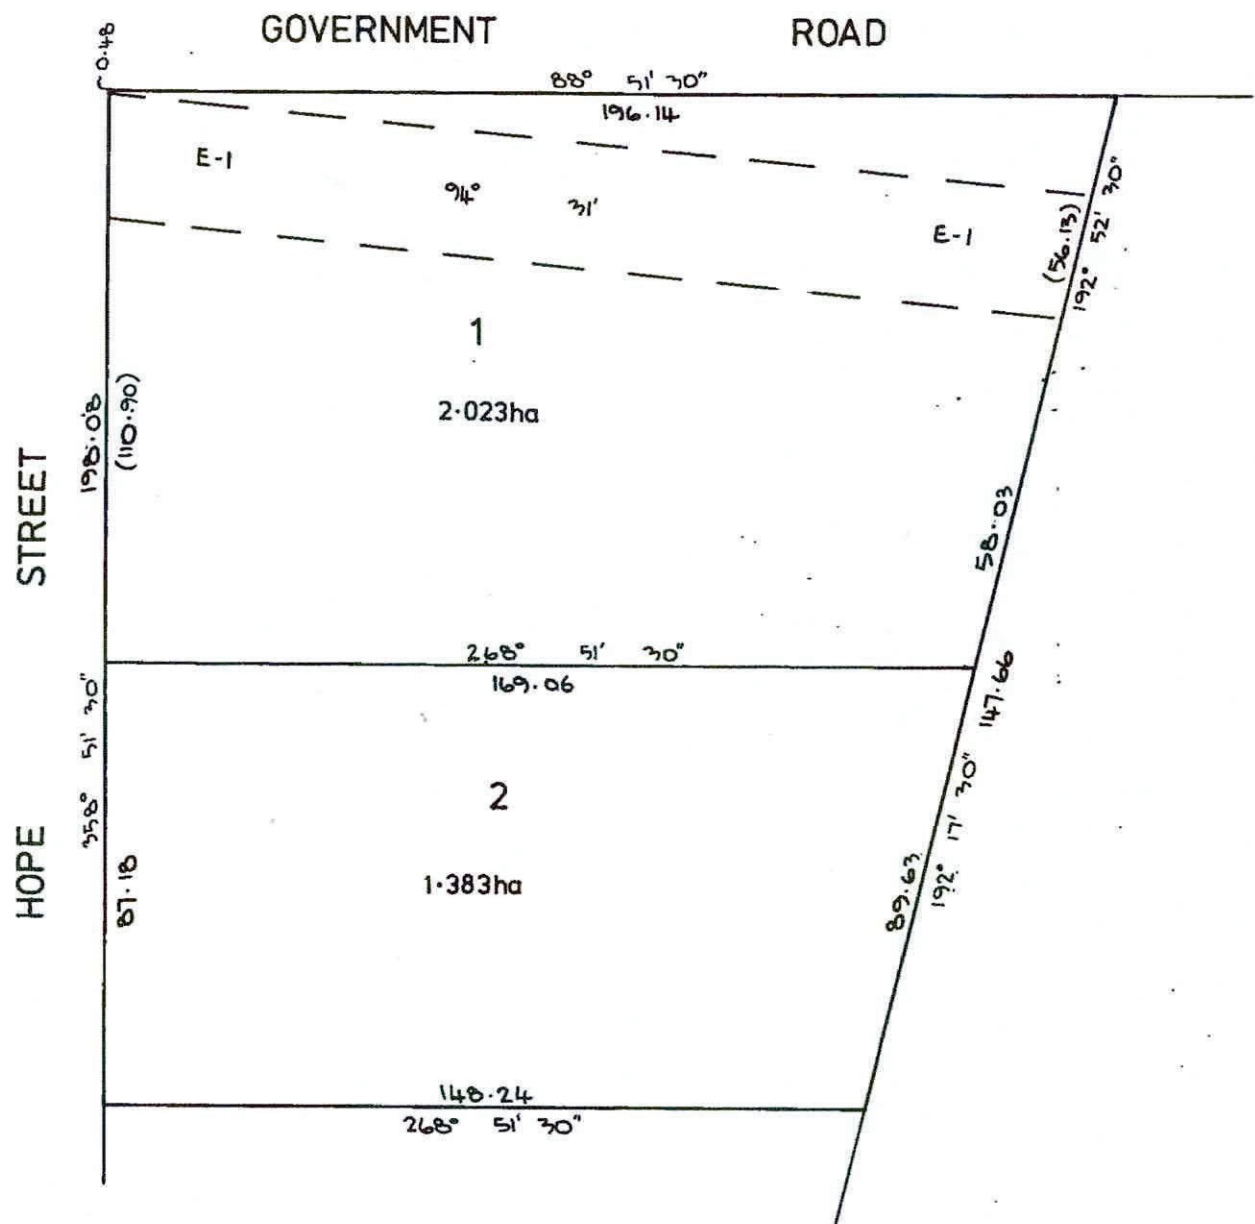 GOVERNMENT ROAD
0.48
88° 51' 30"
196.14
E-1
94° 31'
E-1
(56.13)
192° 52' 30"
1
2.023ha
198.08
(110.90)
STREET
58.03
268° 51' 30"
169.06
147.66
358° 51' 30"
2
192° 17' 30"
HOPE
87.18
1.383ha
89.63
148.24
268° 51' 30"